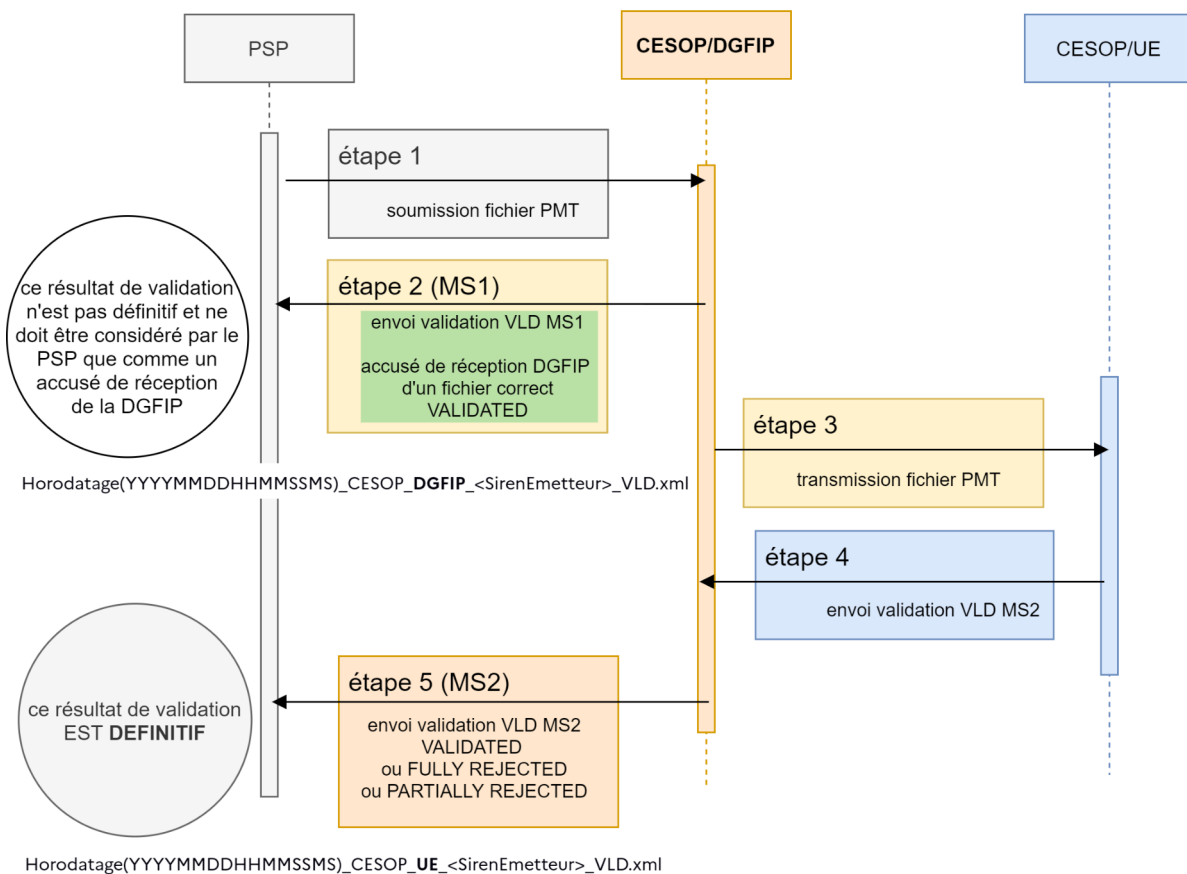 PSP
CESOP/DGFIP
CESOP/UE
étape 1
soumission fichier PMT
ce résultat de validation
n'est pas définitif et ne
doit être considéré par le
PSP que comme un
accusé de réception
de la DGFIP
étape 2 (MS1)
envoi validation VLD MS1
accusé de réception DGFIP
d'un fichier correct
VALIDATED
étape 3
transmission fichier PMT
Horodatage(YYYYMMDDHHMMSSMS)_CESOP_DGFIP_<SirenEmetteur>_VLD.xml
étape 4
envoi validation VLD MS2
ce résultat de validation
EST DEFINITIF
étape 5 (MS2)
envoi validation VLD MS2
VALIDATED
ou FULLY REJECTED
ou PARTIALLY REJECTED
Horodatage(YYYYMMDDHHMMSSMS)_CESOP_UE_<SirenEmetteur>_VLD.xml